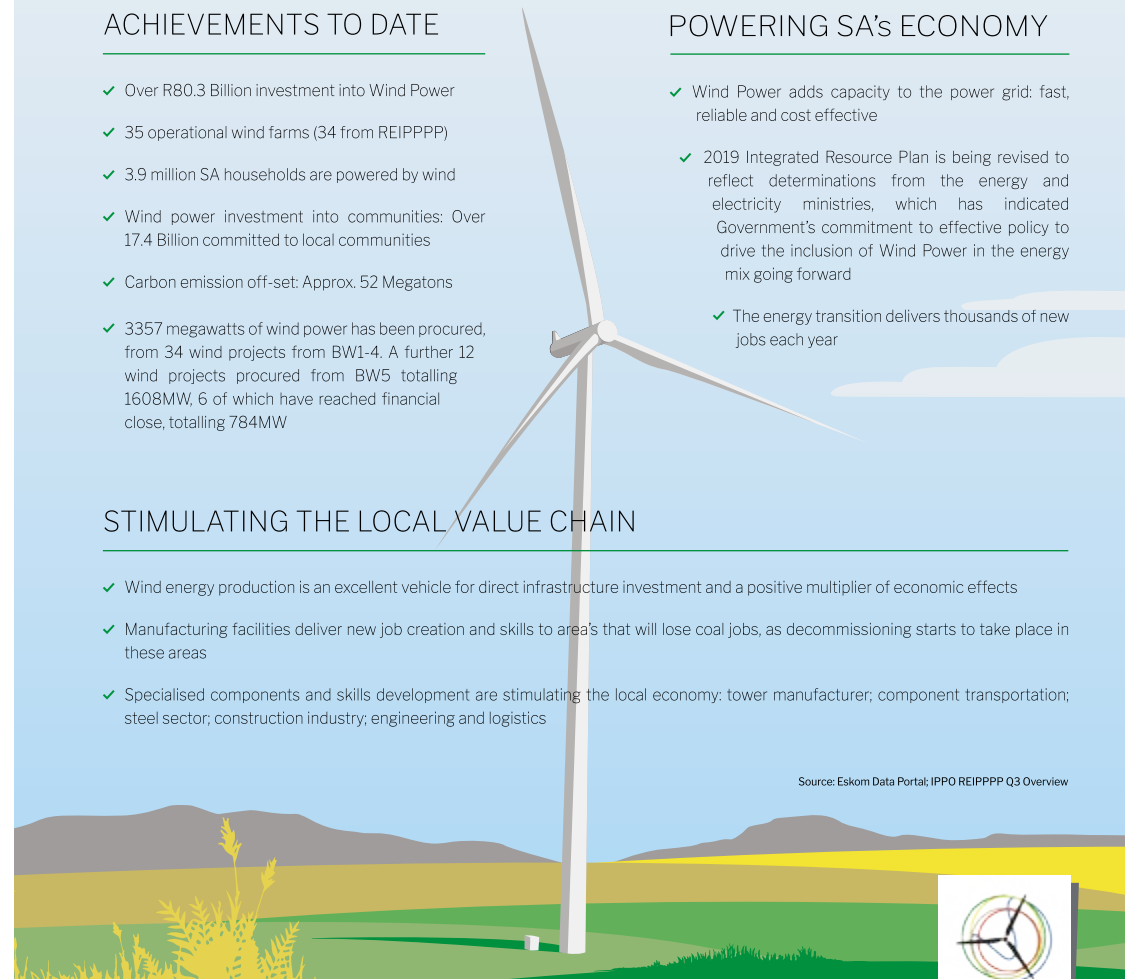 ACHIEVEMENTS TO DATE
Over R80.3 Billion investment into Wind Power
35 operational wind farms (34 from REIPPPP)
3.9 million SA households are powered by wind
Wind power investment into communities: Over
17.4 Billion committed to local communities
Carbon emission off-set: Approx. 52 Megatons
3357 megawatts of wind power has been procured,
from 34 wind projects from BW1-4. A further 12
wind projects procured from BW5 totalling
1608MW, 6 of which have reached financial
close, totalling 784MW
POWERING SA's ECONOMY
Wind Power adds capacity to the power grid: fast,
reliable and cost effective
2019 Integrated Resource Plan is being revised to
reflect determinations from the energy and
electricity ministries, which has indicated
Government's commitment to effective policy to
drive the inclusion of Wind Power in the energy
mix going forward
The energy transition delivers thousands of new
jobs each year
STIMULATING THE LOCAL VALUE CHAIN
Wind energy production is an excellent vehicle for direct infrastructure investment and a positive multiplier of economic effects
Manufacturing facilities deliver new job creation and skills to area's that will lose coal jobs, as decommissioning starts to take place in
these areas
Specialised components and skills development are stimulating the local economy: tower manufacturer; component transportation;
steel sector; construction industry; engineering and logistics
Source: Eskom Data Portal; IPPO REIPPPP Q3 Overview